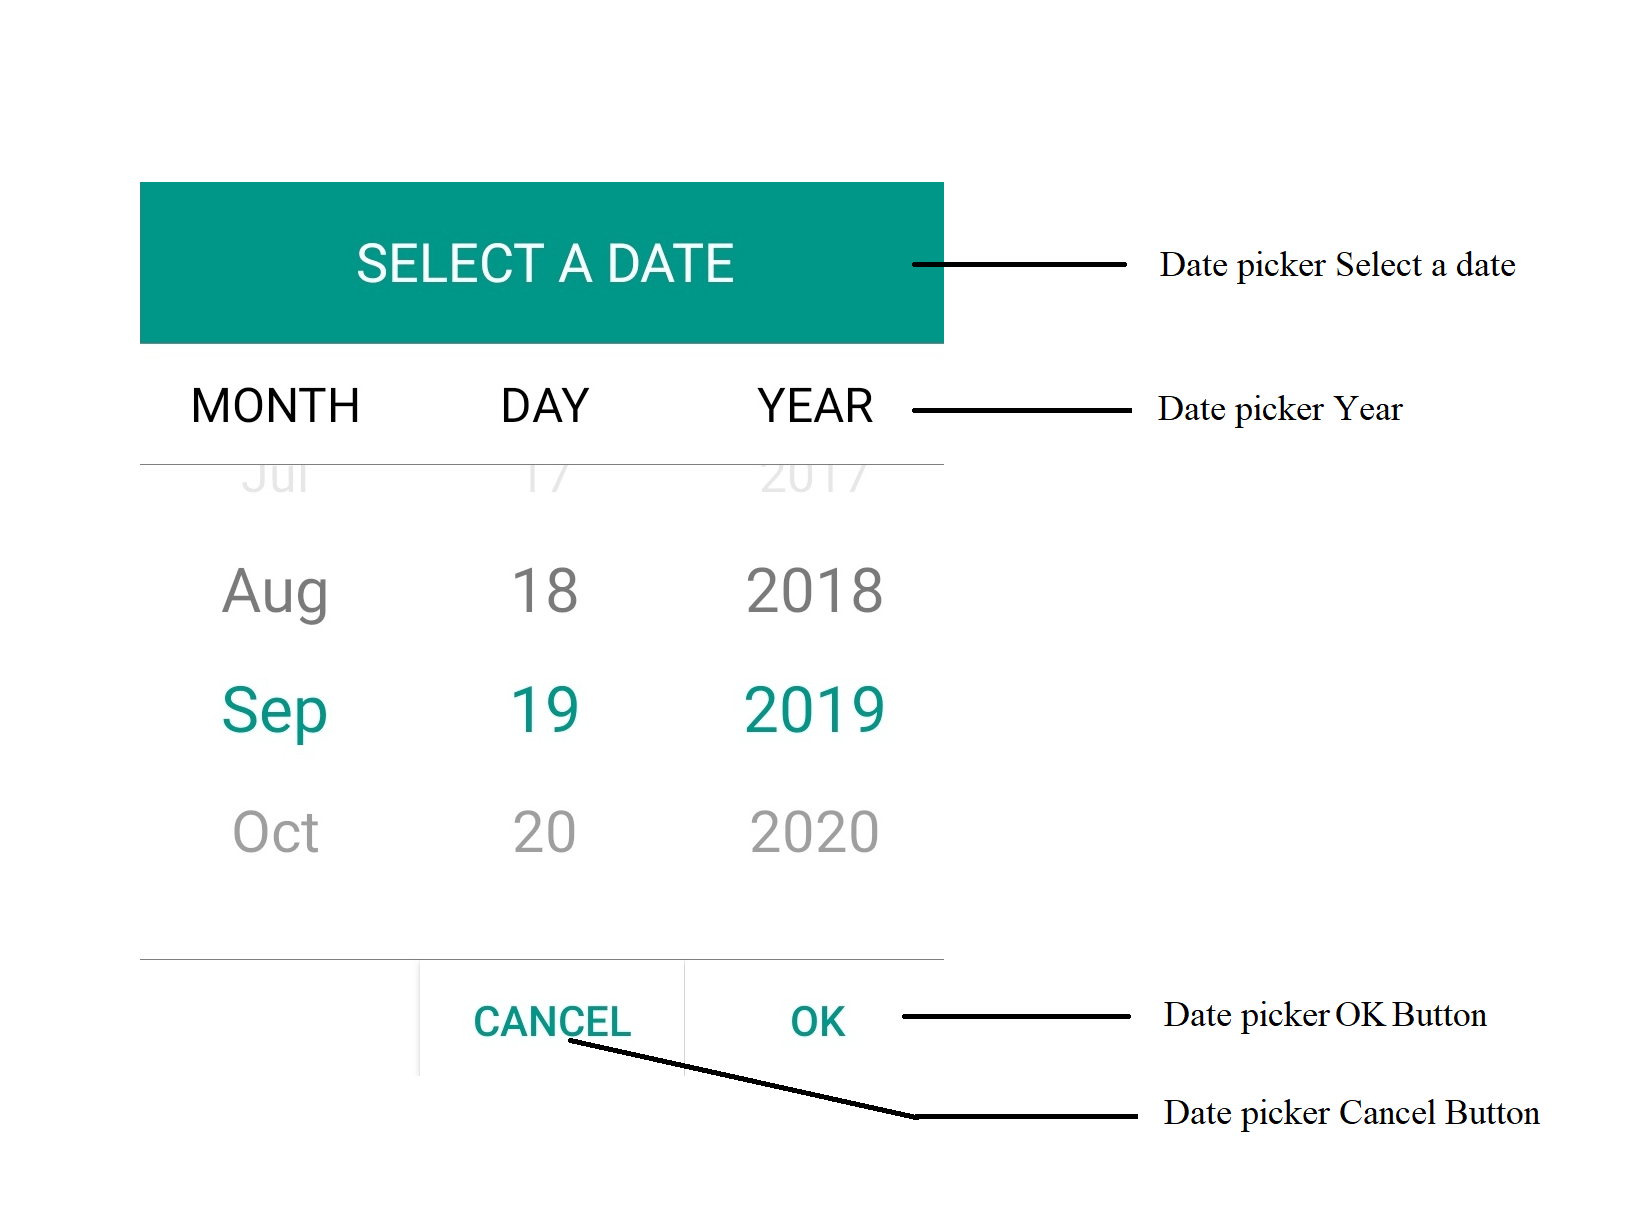 SELECT A DATE Date picker Select a date
MONTH DAY YEAR Date picker Year
Jul 17 2017
Aug 18 2018
Sep 19 2019
Oct 20 2020
CANCEL OK Date picker OK Button
Date picker Cancel Button